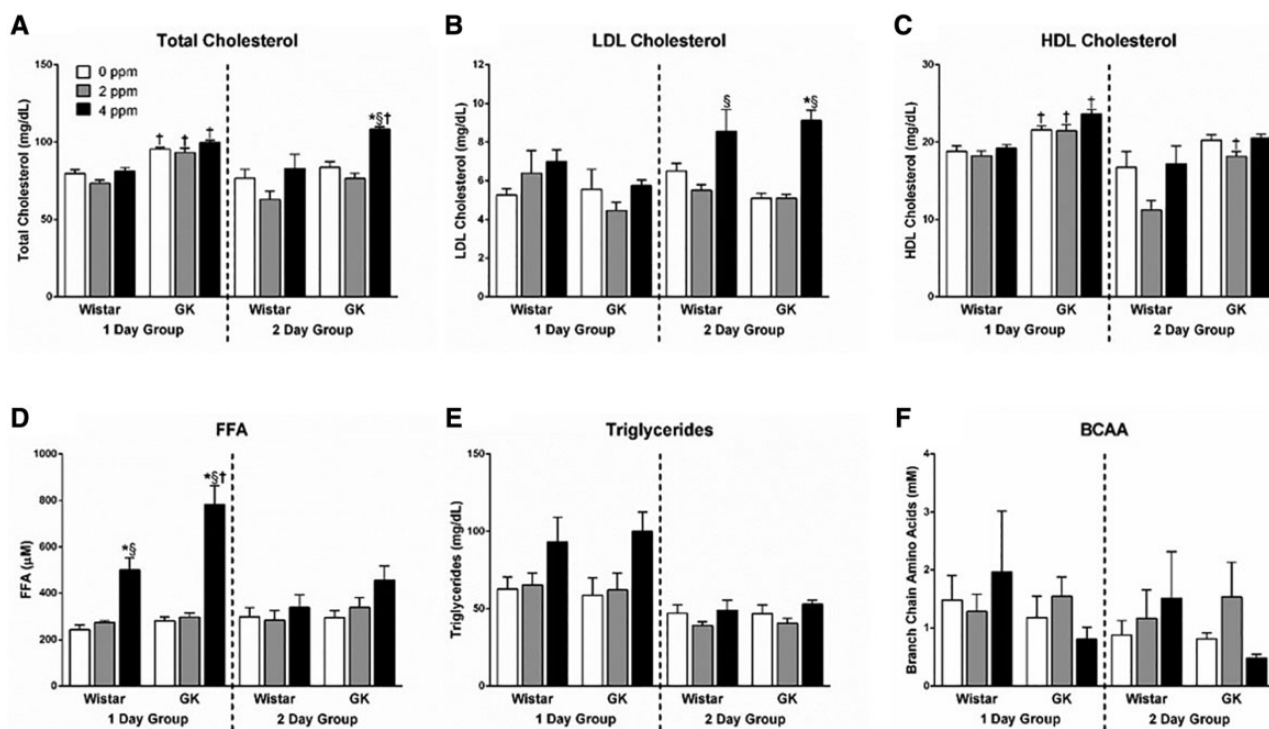 A
Total Cholesterol
Total Cholesterol (mg/dL)
150
100
50
0
0 ppm
2 ppm
4 ppm
†
†
†
*§†
Wistar
GK
Wistar
GK
1 Day Group
2 Day Group
B
LDL Cholesterol
LDL Cholesterol (mg/dL)
12
10
8
6
4
2
0
§
*§
Wistar
GK
Wistar
GK
1 Day Group
2 Day Group
C
HDL Cholesterol
HDL Cholesterol (mg/dL)
30
20
10
0
†
†
†
†
Wistar
GK
Wistar
GK
1 Day Group
2 Day Group
D
FFA
FFA (µM)
1000
800
600
400
200
0
*§
*§†
Wistar
GK
Wistar
GK
1 Day Group
2 Day Group
E
Triglycerides
Triglycerides (mg/dL)
150
100
50
0
Wistar
GK
Wistar
GK
1 Day Group
2 Day Group
F
BCAA
Branch Chain Amino Acids (mM)
4
3
2
1
0
Wistar
GK
Wistar
GK
1 Day Group
2 Day Group